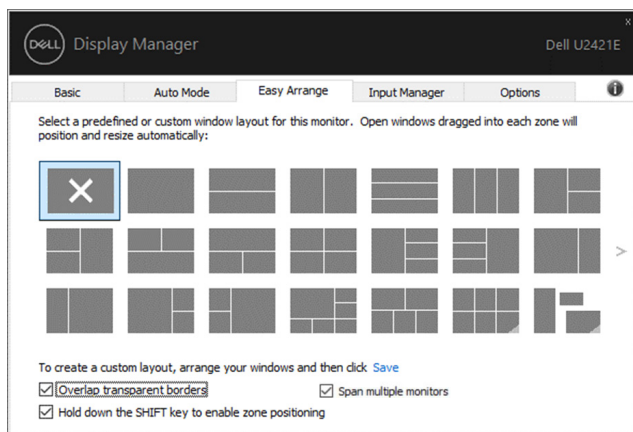 x
DELL Display Manager Dell U2421E
Basic Auto Mode Easy Arrange Input Manager Options i
Select a predefined or custom window layout for this monitor. Open windows dragged into each zone will
position and resize automatically:
>
To create a custom layout, arrange your windows and then click Save
Overlap transparent borders Span multiple monitors
Hold down the SHIFT key to enable zone positioning